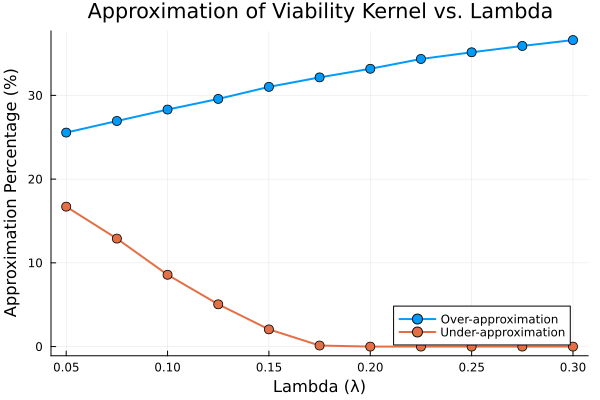 Approximation of Viability Kernel vs. Lambda
Approximation Percentage (%)
30
20
10
0
0.05 0.10 0.15 0.20 0.25 0.30
Lambda (λ)
Over-approximation
Under-approximation